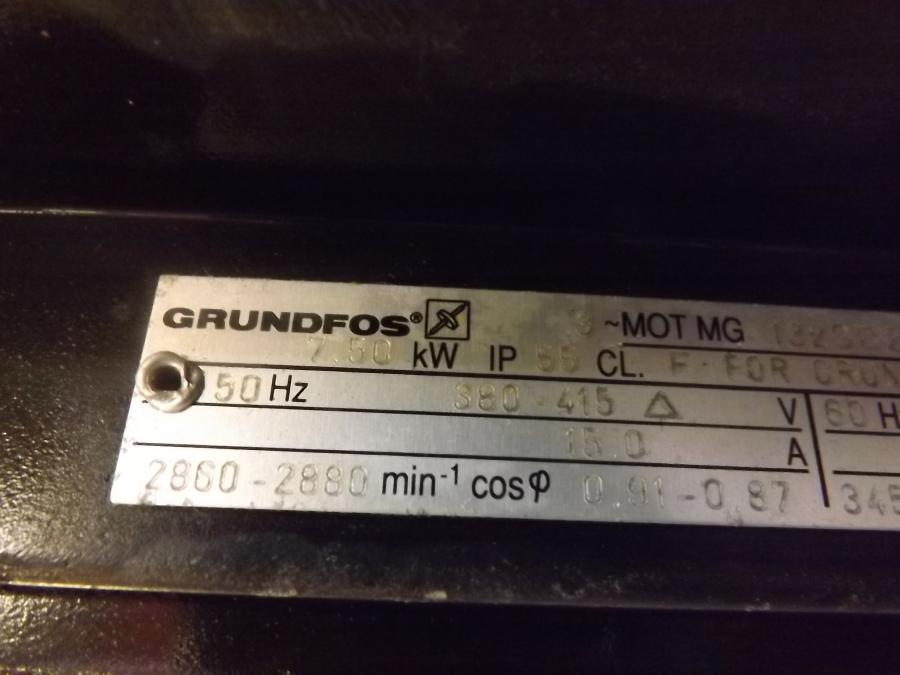 GRUNDFOS® 3 ~MOT MG
7.50 kW IP 55 CL. F · FOR
50 Hz 380 - 415 △ V 60 H
15.0 A
2860 - 2880 min-1 cosφ 0.91 - 0.87 345